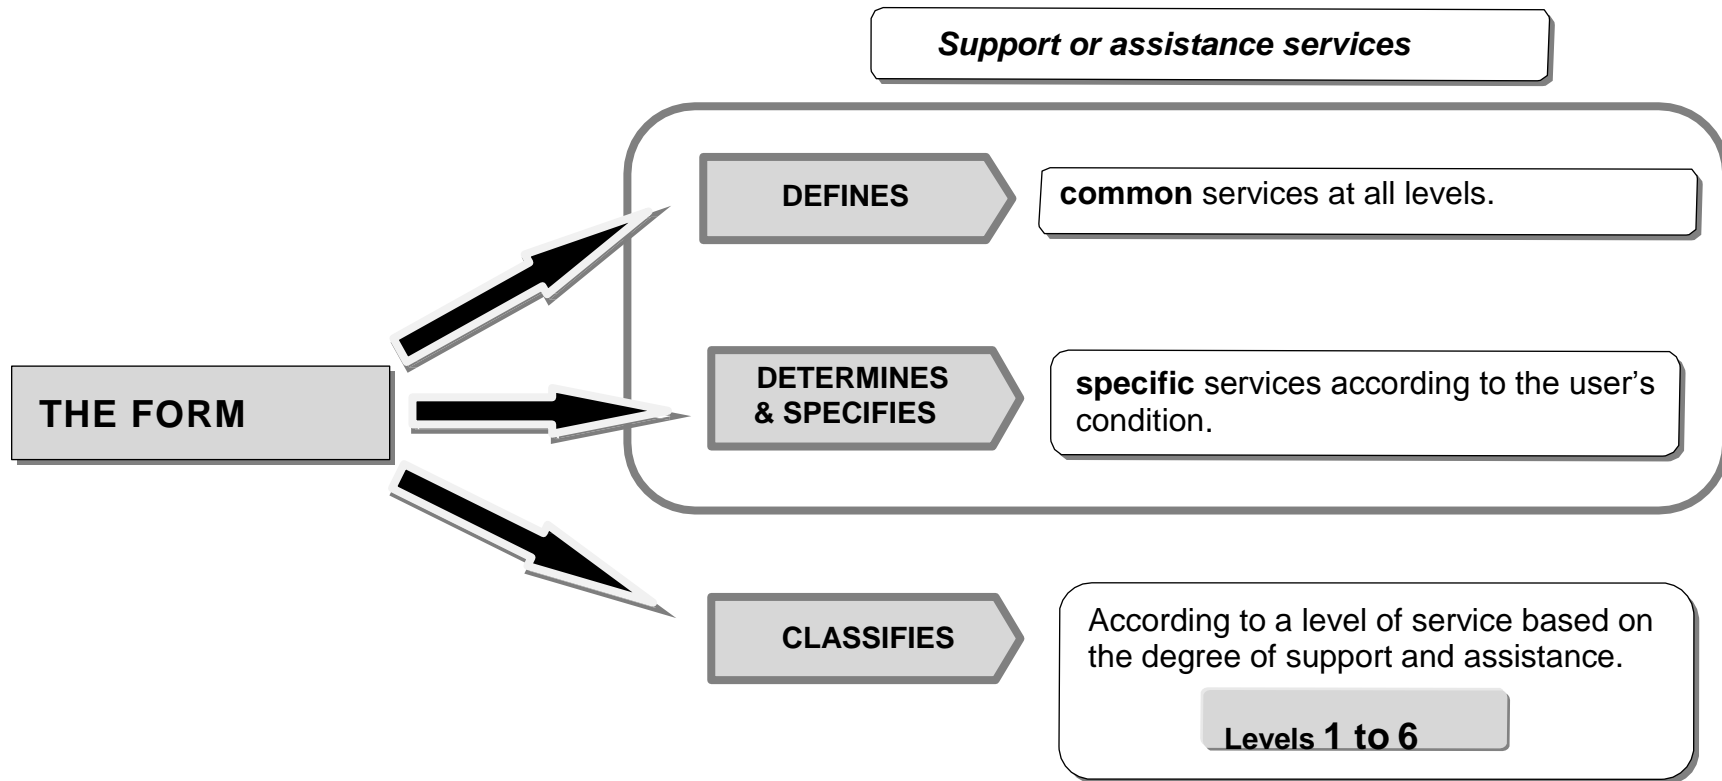 Support or assistance services
DEFINES
common services at all levels.
THE FORM
DETERMINES
& SPECIFIES
specific services according to the user’s
condition.
CLASSIFIES
According to a level of service based on
the degree of support and assistance.
Levels 1 to 6